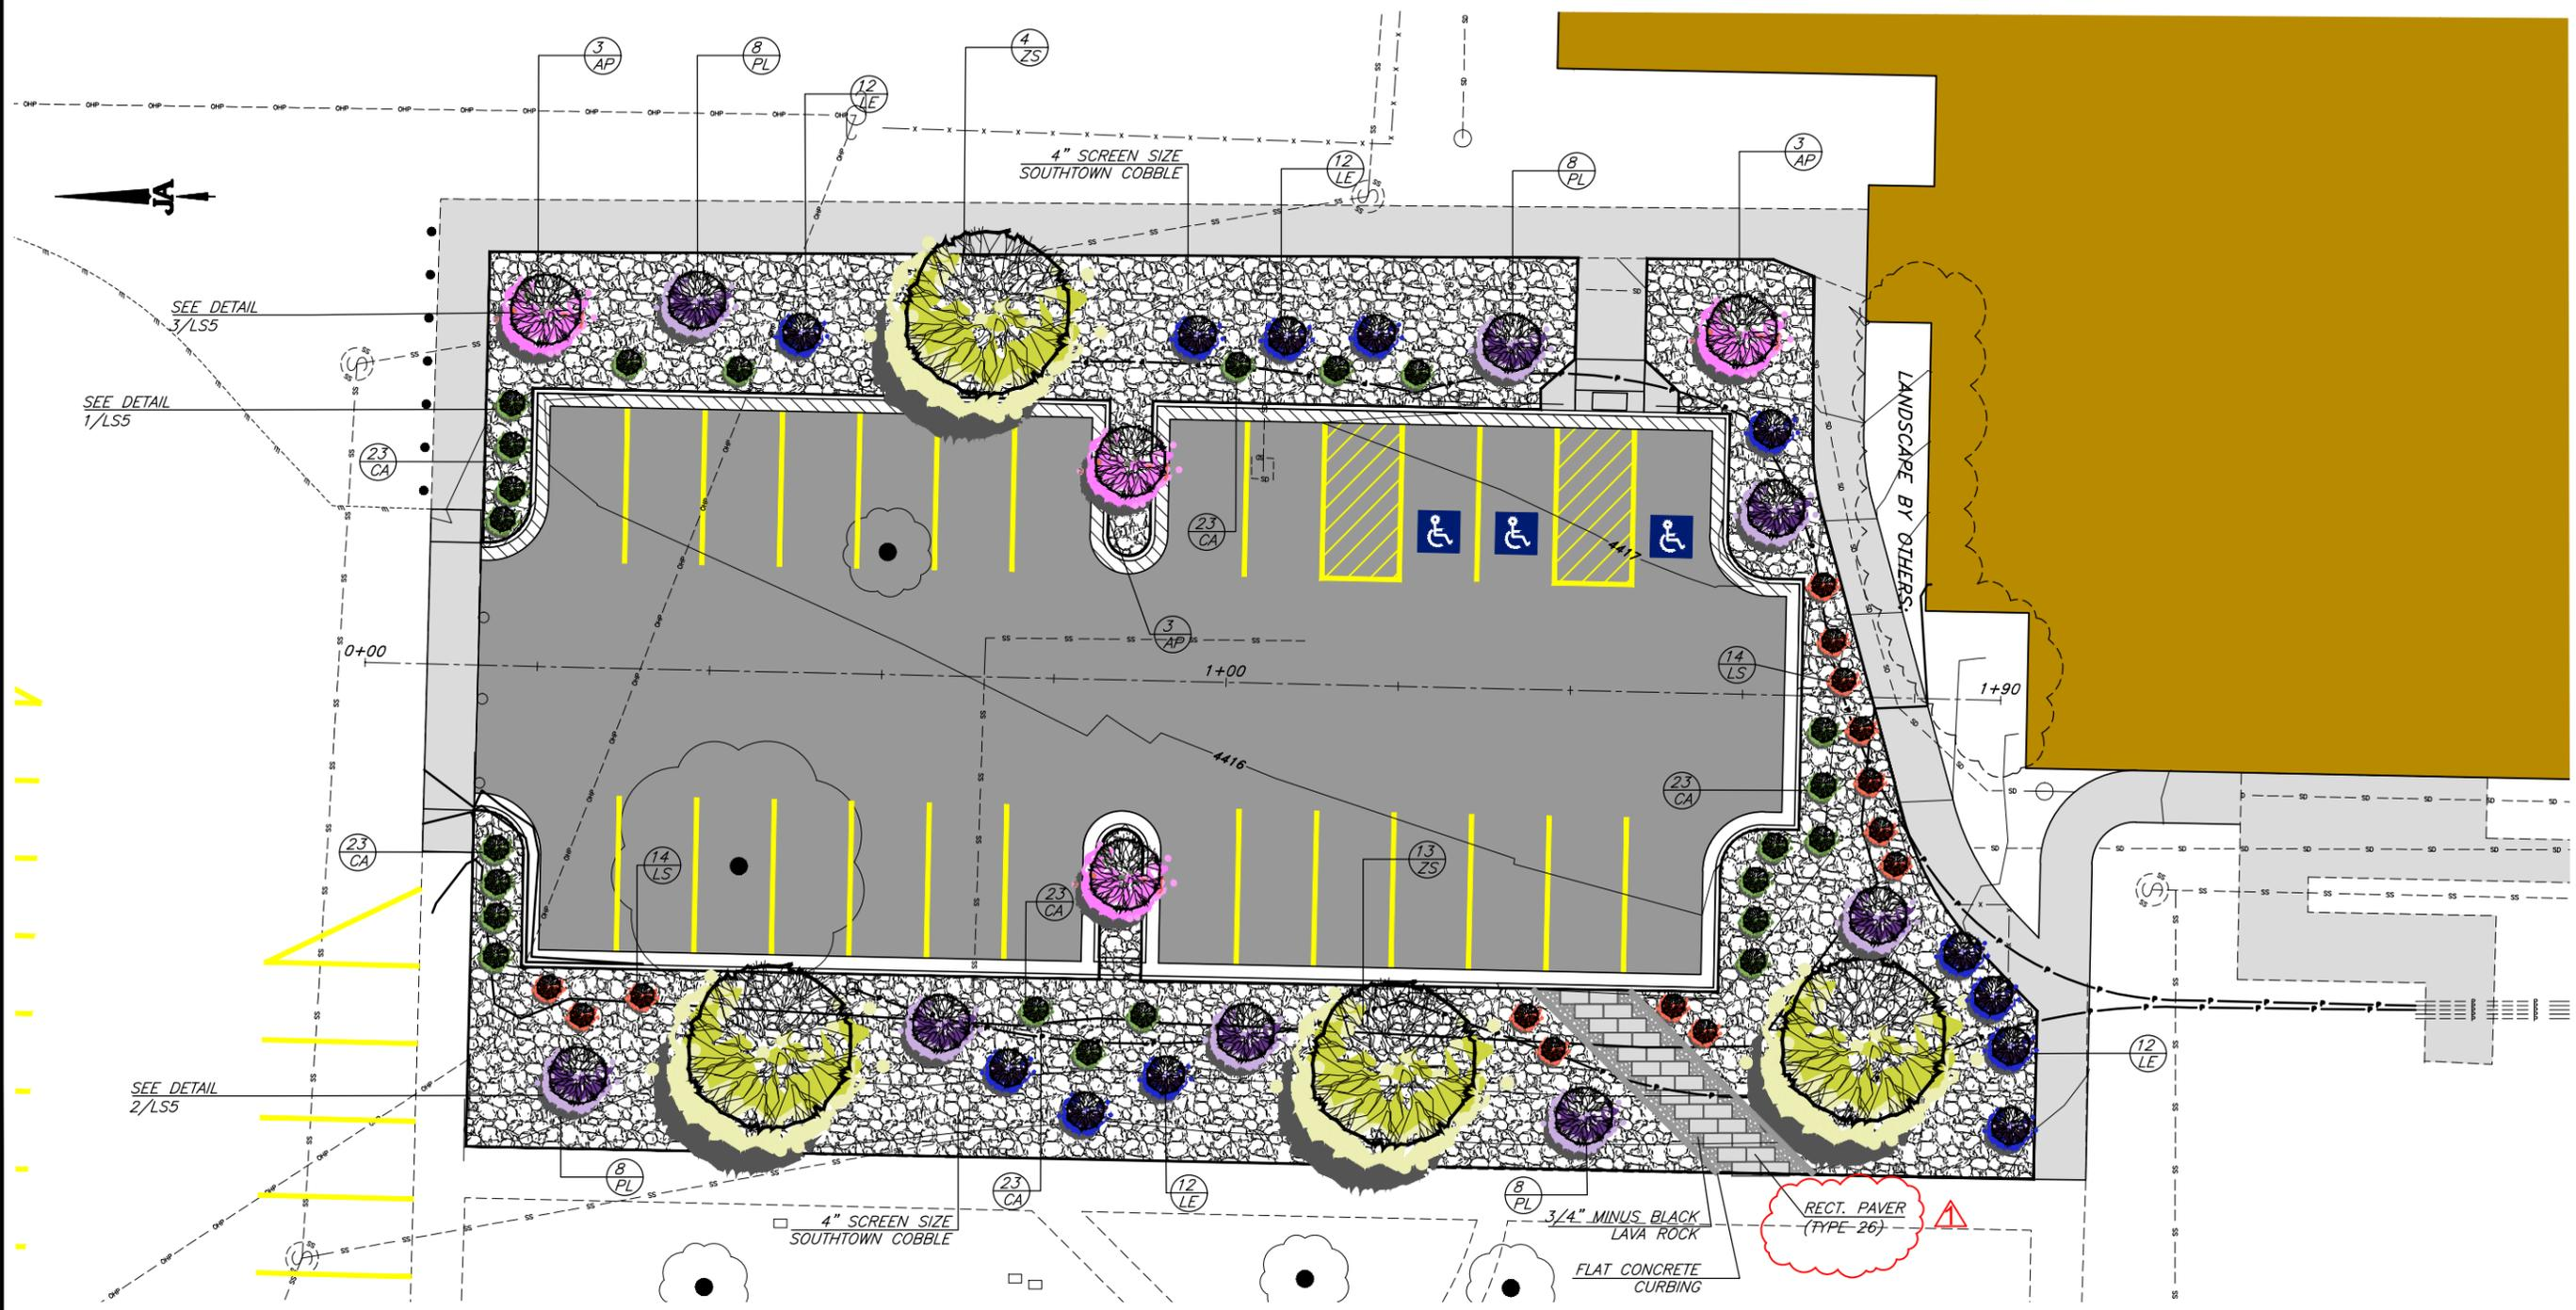 3
AP
8
PL
4
ZS
12
LE
4" SCREEN SIZE
SOUTHTOWN COBBLE
12
LE
8
PL
3
AP
JA
SEE DETAIL
3/LS5
SEE DETAIL
1/LS5
23
CA
23
CA
4417
LANDSCAPE BY OTHERS.
3
AP
0+00
1+00
14
LS
1+90
4416
23
CA
23
CA
14
LS
23
CA
13
ZS
12
LE
SEE DETAIL
2/LS5
8
PL
23
CA
12
LE
8
PL
4" SCREEN SIZE
SOUTHTOWN COBBLE
3/4" MINUS BLACK
LAVA ROCK
RECT. PAVER
(TYPE 26)
1
FLAT CONCRETE
CURBING